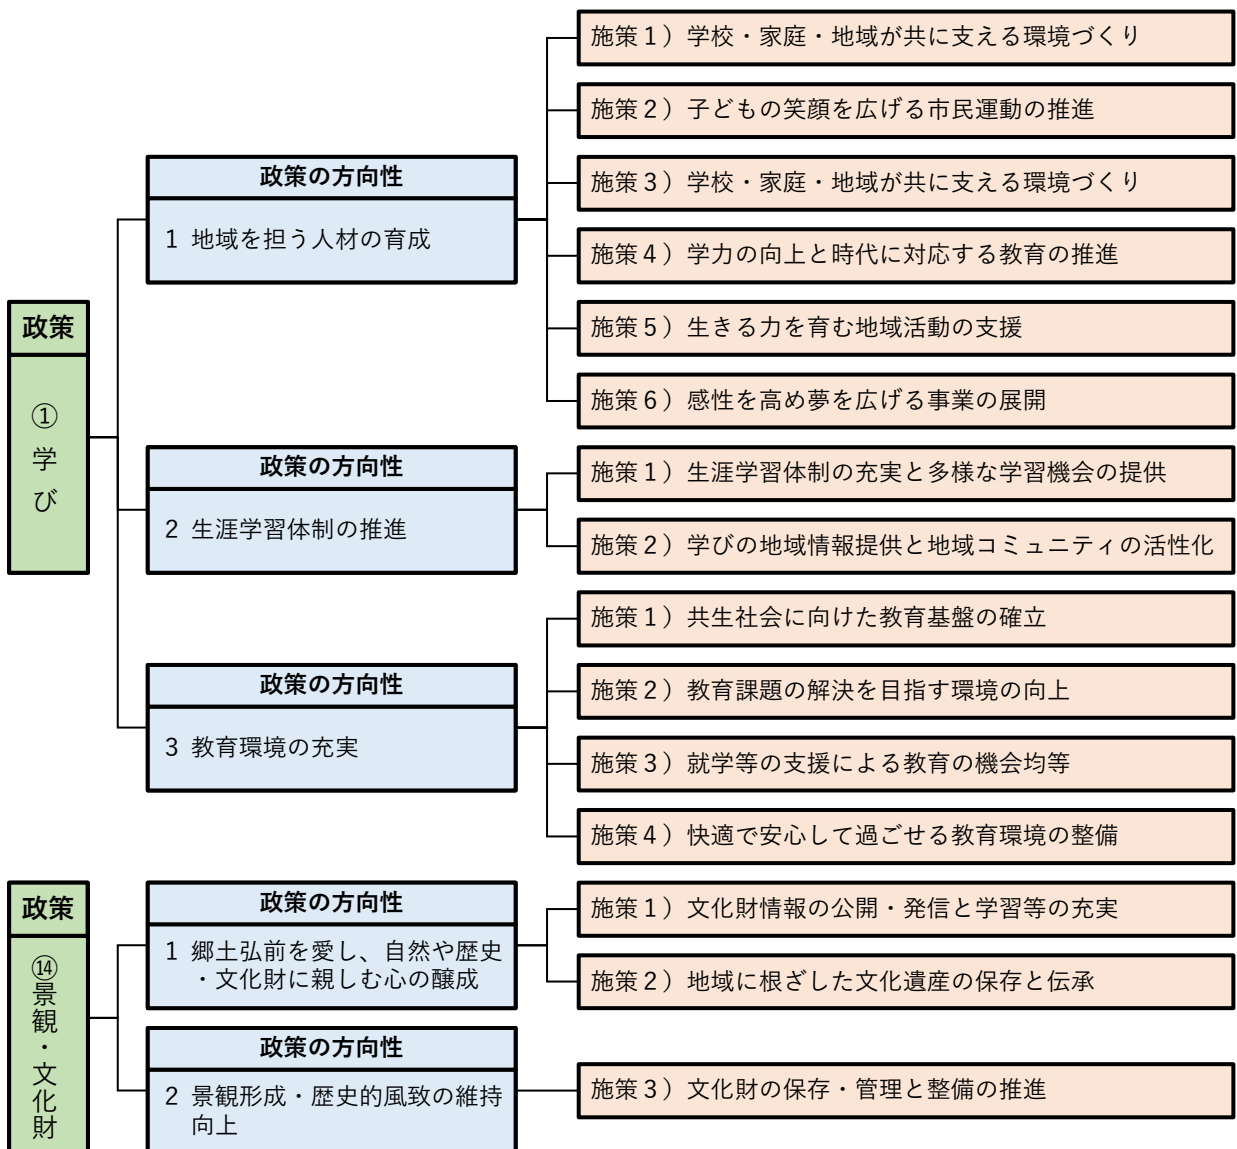 政策
①学び
政策の方向性
1 地域を担う人材の育成
施策1）学校・家庭・地域が共に支える環境づくり
施策2）子どもの笑顔を広げる市民運動の推進
施策3）学校・家庭・地域が共に支える環境づくり
施策4）学力の向上と時代に対応する教育の推進
施策5）生きる力を育む地域活動の支援
施策6）感性を高め夢を広げる事業の展開
政策の方向性
2 生涯学習体制の推進
施策1）生涯学習体制の充実と多様な学習機会の提供
施策2）学びの地域情報提供と地域コミュニティの活性化
政策の方向性
3 教育環境の充実
施策1）共生社会に向けた教育基盤の確立
施策2）教育課題の解決を目指す環境の向上
施策3）就学等の支援による教育の機会均等
施策4）快適で安心して過ごせる教育環境の整備
政策
⑭景観・文化財
政策の方向性
1 郷土弘前を愛し、自然や歴史
・文化財に親しむ心の醸成
施策1）文化財情報の公開・発信と学習等の充実
施策2）地域に根ざした文化遺産の保存と伝承
政策の方向性
2 景観形成・歴史的風致の維持
向上
施策3）文化財の保存・管理と整備の推進